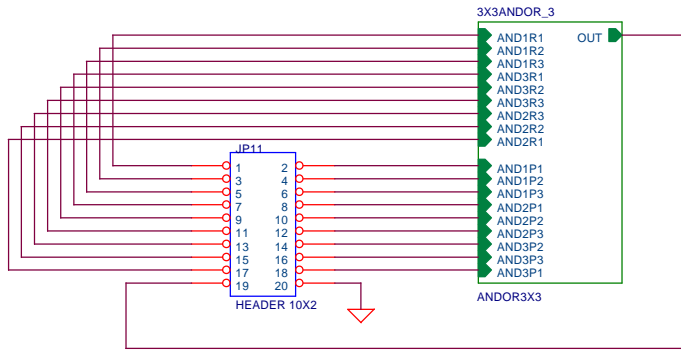 3X3ANDOR_3
AND1R1 OUT
AND1R2
AND1R3
AND3R1
AND3R2
AND3R3
AND2R3
AND2R2
AND2R1
JP11
1 2 AND1P1
3 4 AND1P2
5 6 AND1P3
7 8 AND2P1
9 10 AND2P2
11 12 AND2P3
13 14 AND3P2
15 16 AND3P3
17 18 AND3P1
19 20
HEADER 10X2
ANDOR3X3